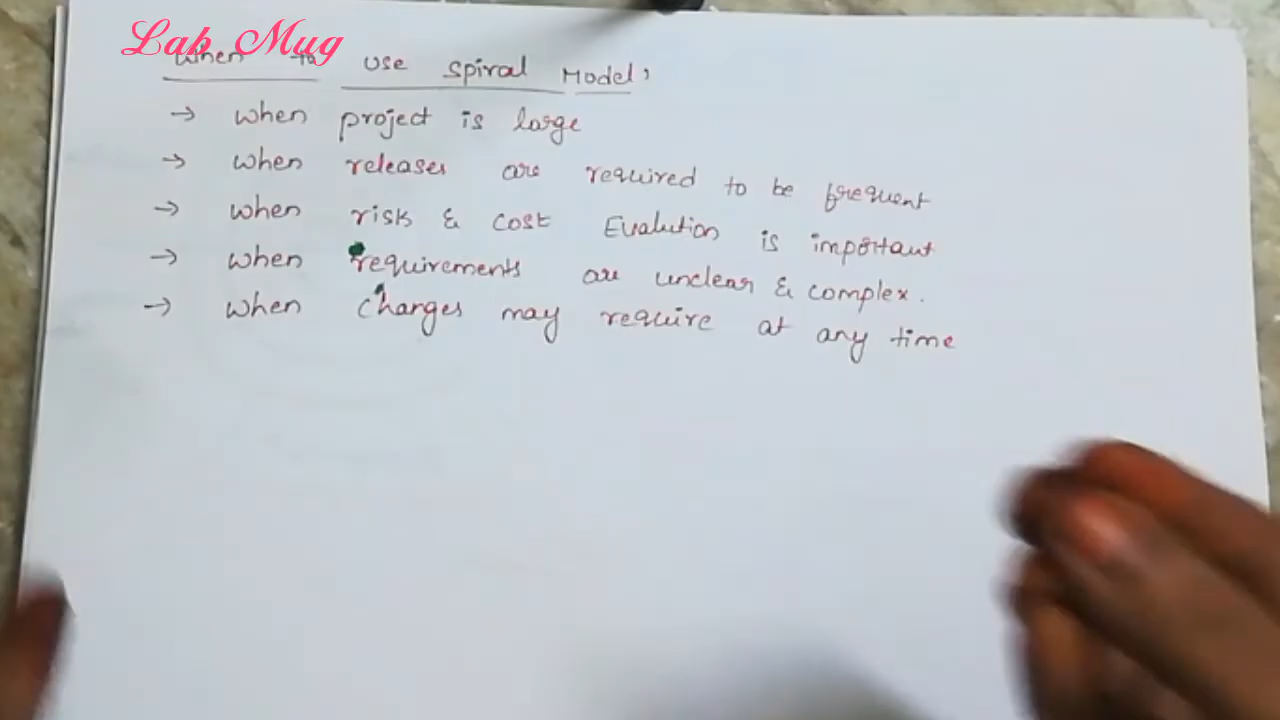 Lab Mug
When to use Spiral Model?
→ when project is large
→ when releases are required to be frequent
→ when risk & cost Evalution is important
→ when requirements are unclear & complex.
→ when changes may require at any time